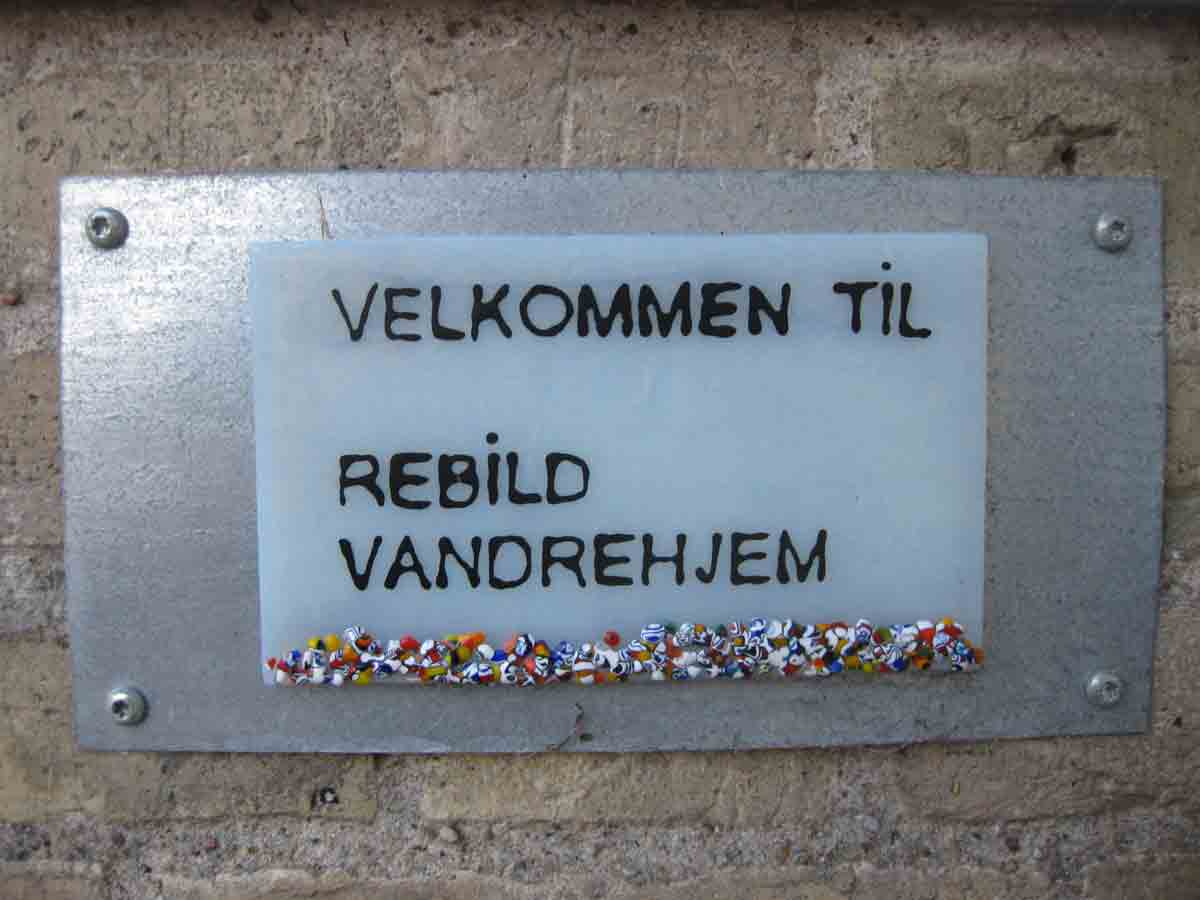 VELKOMMEN TIL
REBILD
VANDREHJEM